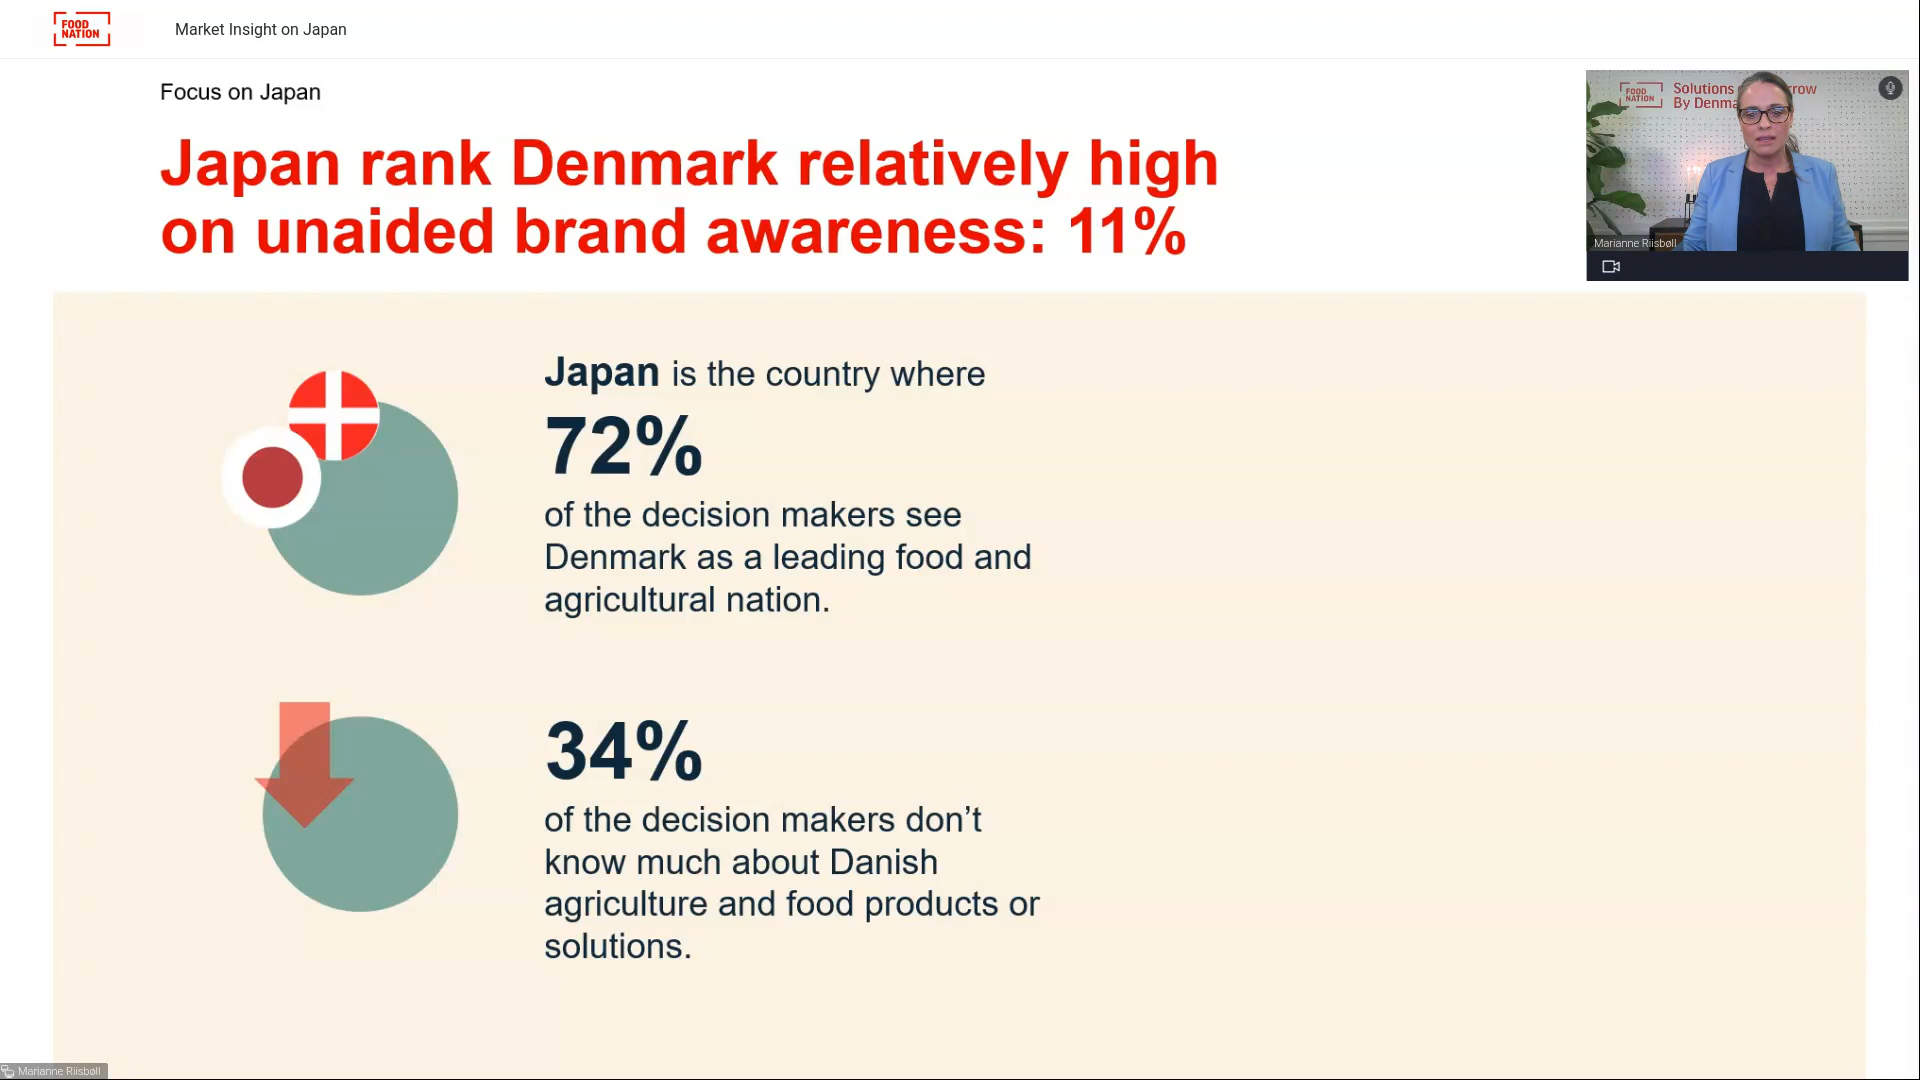 FOOD
NATION
Market Insight on Japan
Focus on Japan
Japan rank Denmark relatively high
on unaided brand awareness: 11%
FOOD
NATION
Solutions
By
Marianne Riisbøll
Japan is the country where
72%
of the decision makers see
Denmark as a leading food and
agricultural nation.
34%
of the decision makers don’t
know much about Danish
agriculture and food products or
solutions.
Marianne Riisbøll